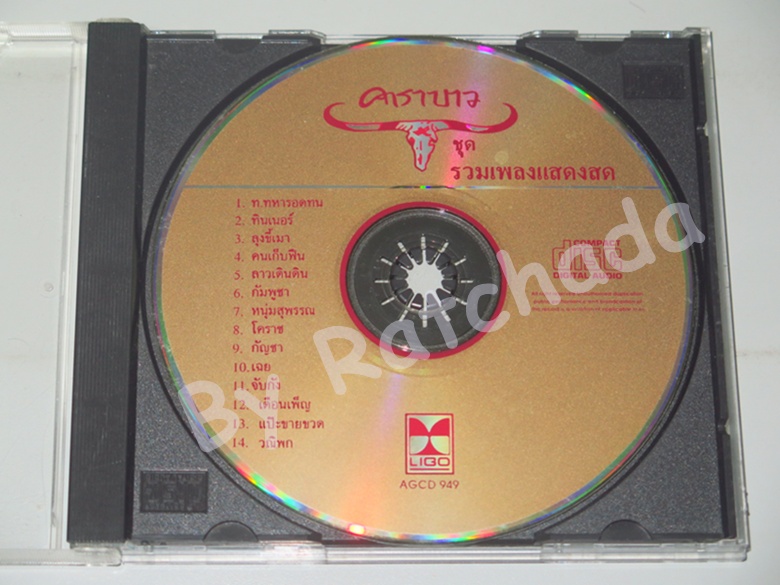 คาราบาว
ชุด
รวมเพลงแสดงสด
1. ท.ทหารอดทน
2. ทินเนอร์
3. ลุงขี้เมา
4. คนเก็บฟืน
5. ลาวเดินดิน
6. กัมพูชา
7. หนุ่มสุพรรณ
8. โคราช
9. กัญชา
10. เฉย
11. จับกัง
12. เดือนเพ็ญ
13. แป๊ะขายขวด
14. วณิพก
COMPACT
disc
DIGITAL AUDIO
LIBO
AGCD 949
By Ratchada